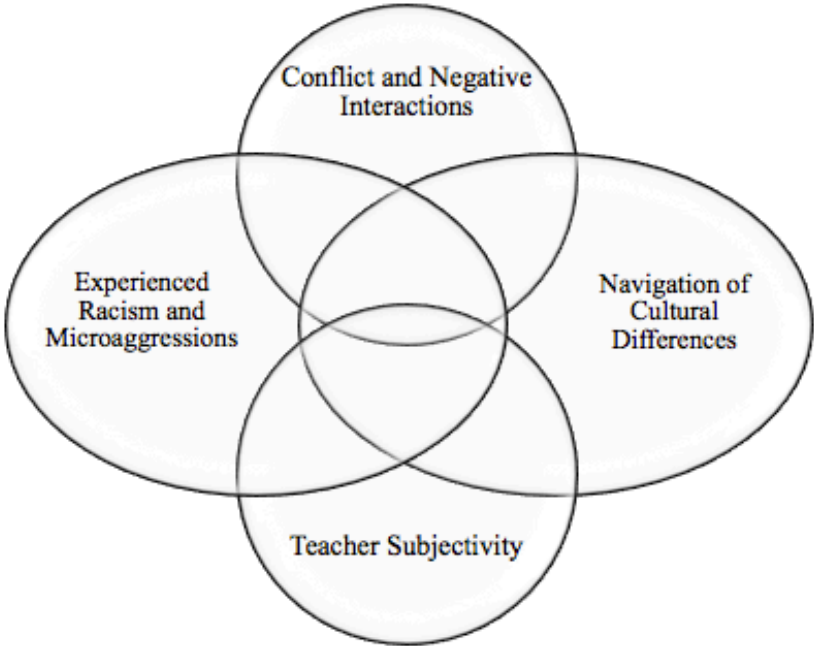 Conflict and Negative
Interactions
Experienced
Racism and
Microaggressions
Navigation of
Cultural
Differences
Teacher Subjectivity